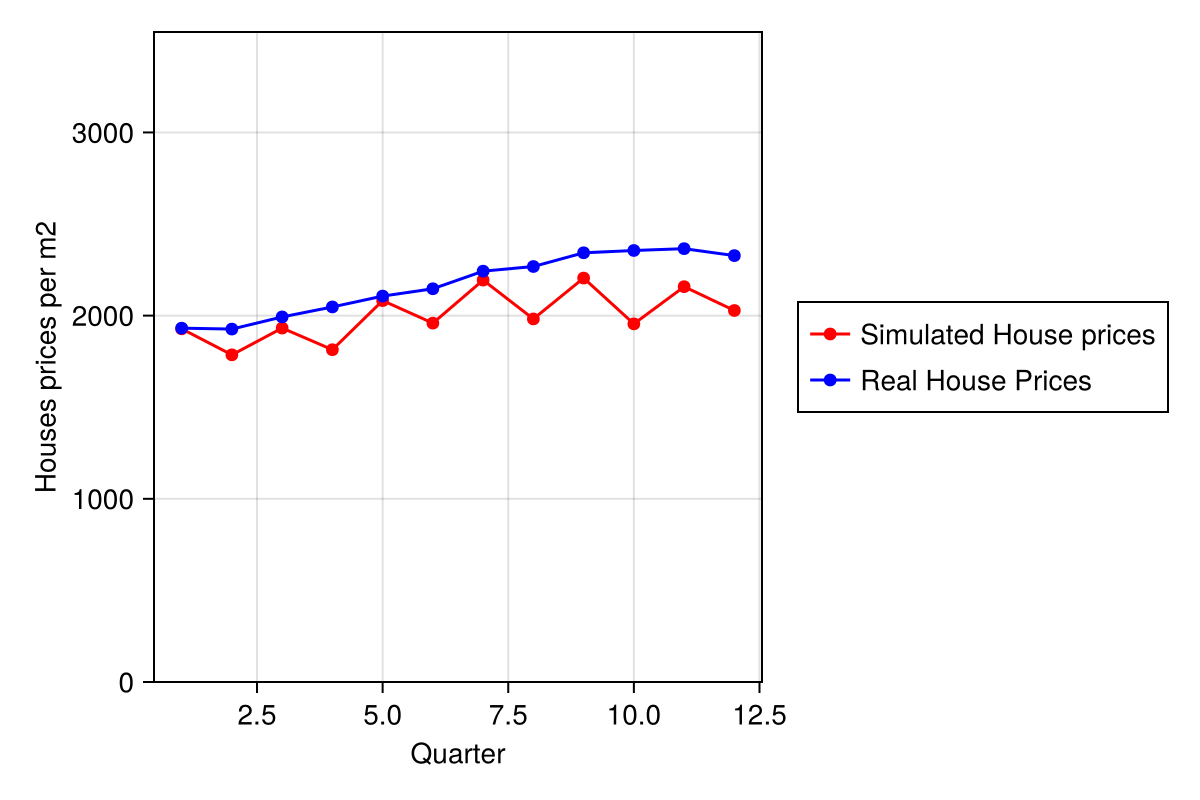 3000
2000
1000
0
Houses prices per m2
2.5 5.0 7.5 10.0 12.5
Quarter
Simulated House prices
Real House Prices